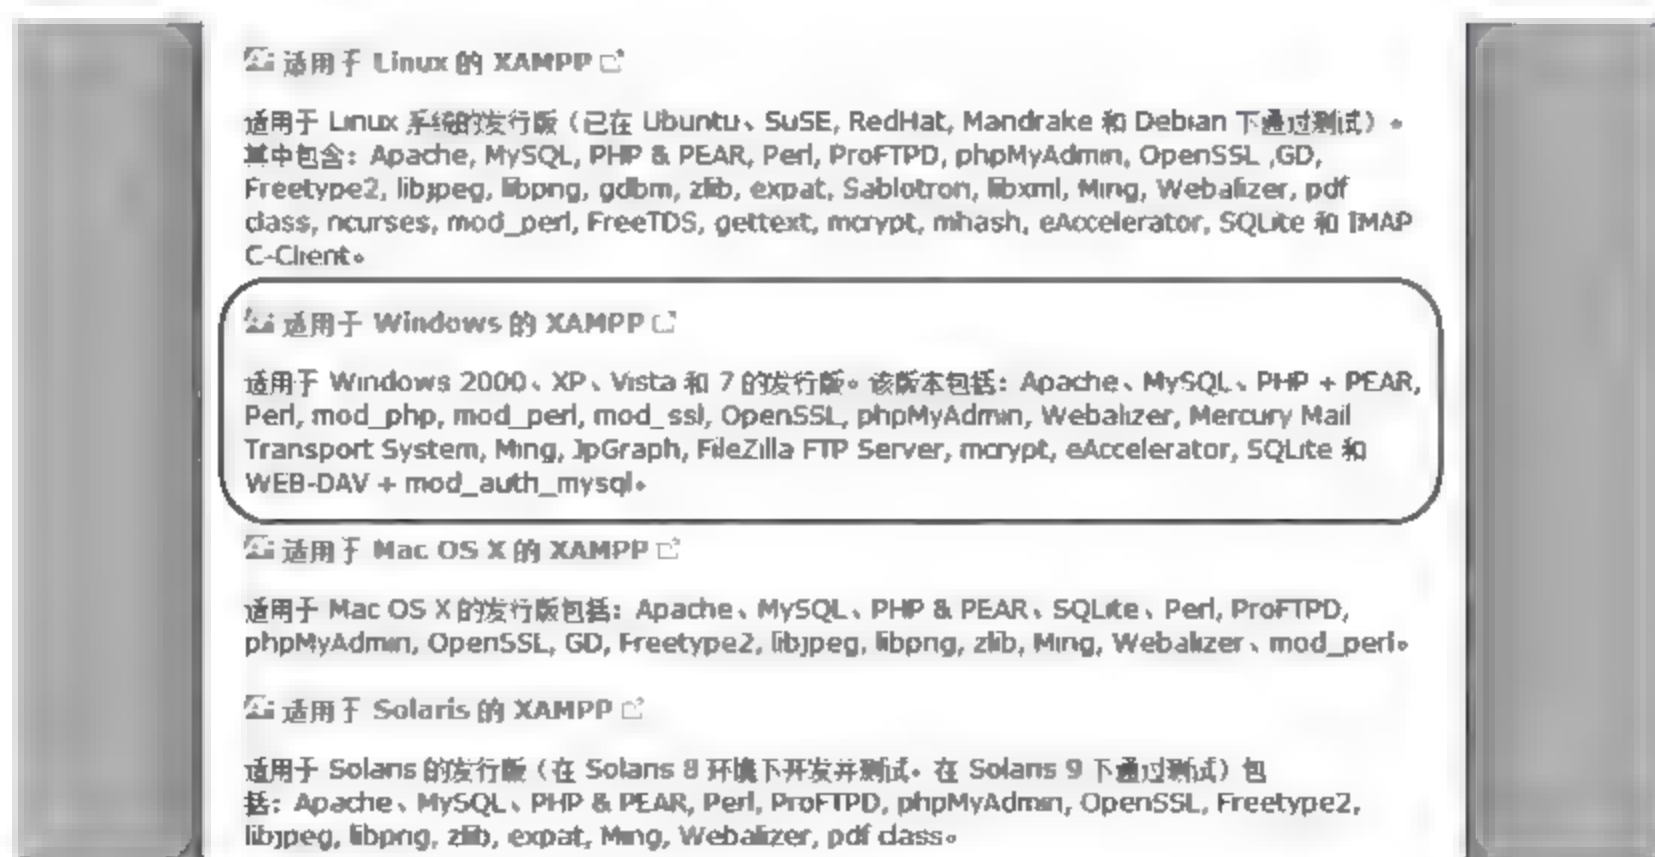 适用于 Linux 的 XAMPP
适用于 Linux 系统的发行版（已在 Ubuntu、SuSE, RedHat, Mandrake 和 Debian 下通过测试）。
其中包含：Apache, MySQL, PHP & PEAR, Perl, ProFTPD, phpMyAdmin, OpenSSL ,GD,
Freetype2, libjpeg, libpng, gdbm, zlib, expat, Sablotron, libxml, Ming, Webalizer, pdf
class, ncurses, mod_perl, FreeTDS, gettext, mcrypt, mhash, eAccelerator, SQLite 和 IMAP
C-Client。
适用于 Windows 的 XAMPP
适用于 Windows 2000、XP、Vista 和 7 的发行版。该版本包括：Apache、MySQL、PHP + PEAR,
Perl, mod_php, mod_perl, mod_ssl, OpenSSL, phpMyAdmin, Webalizer, Mercury Mail
Transport System, Ming, JpGraph, FileZilla FTP Server, mcrypt, eAccelerator, SQLite 和
WEB-DAV + mod_auth_mysql。
适用于 Mac OS X 的 XAMPP
适用于 Mac OS X 的发行版包括：Apache、MySQL、PHP & PEAR、SQLite、Perl, ProFTPD,
phpMyAdmin, OpenSSL, GD, Freetype2, libjpeg, libpng, zlib, Ming, Webalizer、mod_perl。
适用于 Solaris 的 XAMPP
适用于 Solaris 的发行版（在 Solaris 8 环境下开发并测试。在 Solaris 9 下通过测试）包
括：Apache、MySQL、PHP & PEAR, Perl, ProFTPD, phpMyAdmin, OpenSSL, Freetype2,
libjpeg, libpng, zlib, expat, Ming, Webalizer, pdf class。